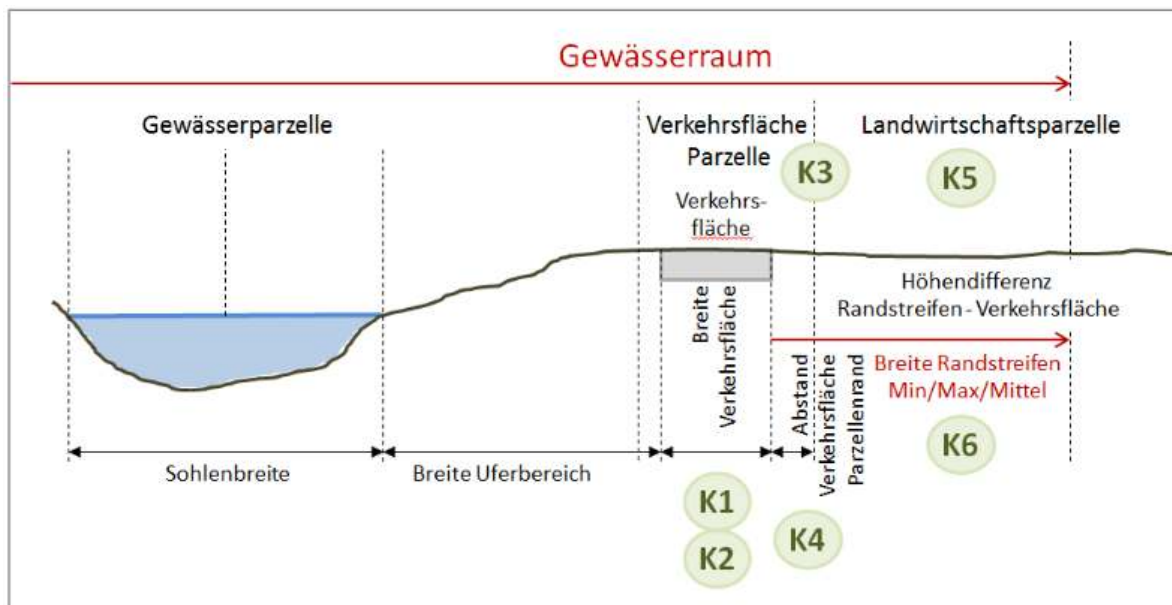 Gewässerraum
Gewässerparzelle
Verkehrsfläche
Parzelle
Landwirtschaftsparzelle
K3
K5
Verkehrs-
fläche
Höhendifferenz
Randstreifen - Verkehrsfläche
Breite
Verkehrsfläche
Abstand
Verkehrsfläche
Parzellenrand
Breite Randstreifen
Min/Max/Mittel
K6
Sohlenbreite
Breite Uferbereich
K1
K2
K4